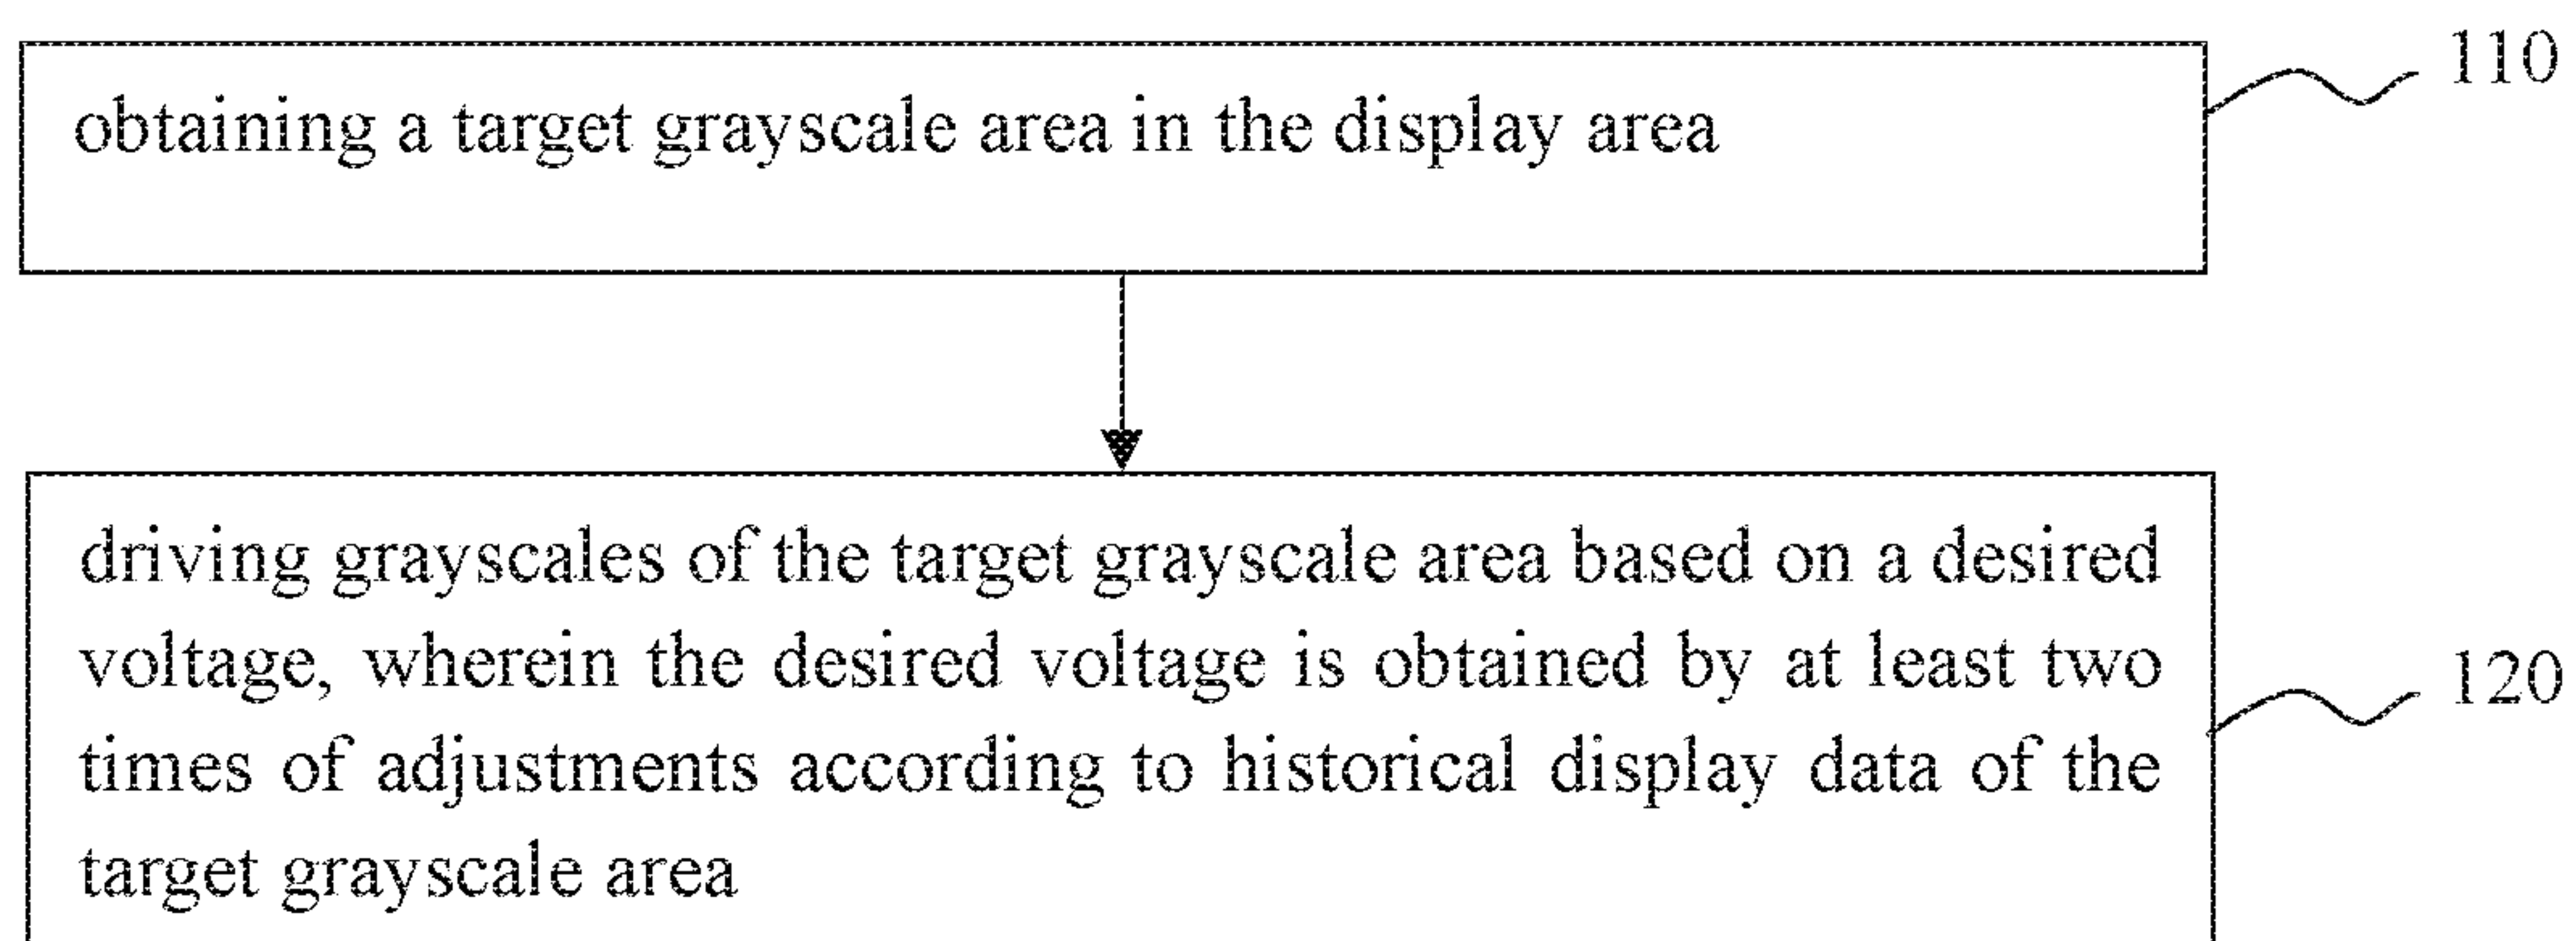 110
obtaining a target grayscale area in the display area
driving grayscales of the target grayscale area based on a desired
voltage, wherein the desired voltage is obtained by at least two
120
times of adjustments according to historical display data of the
target grayscale area